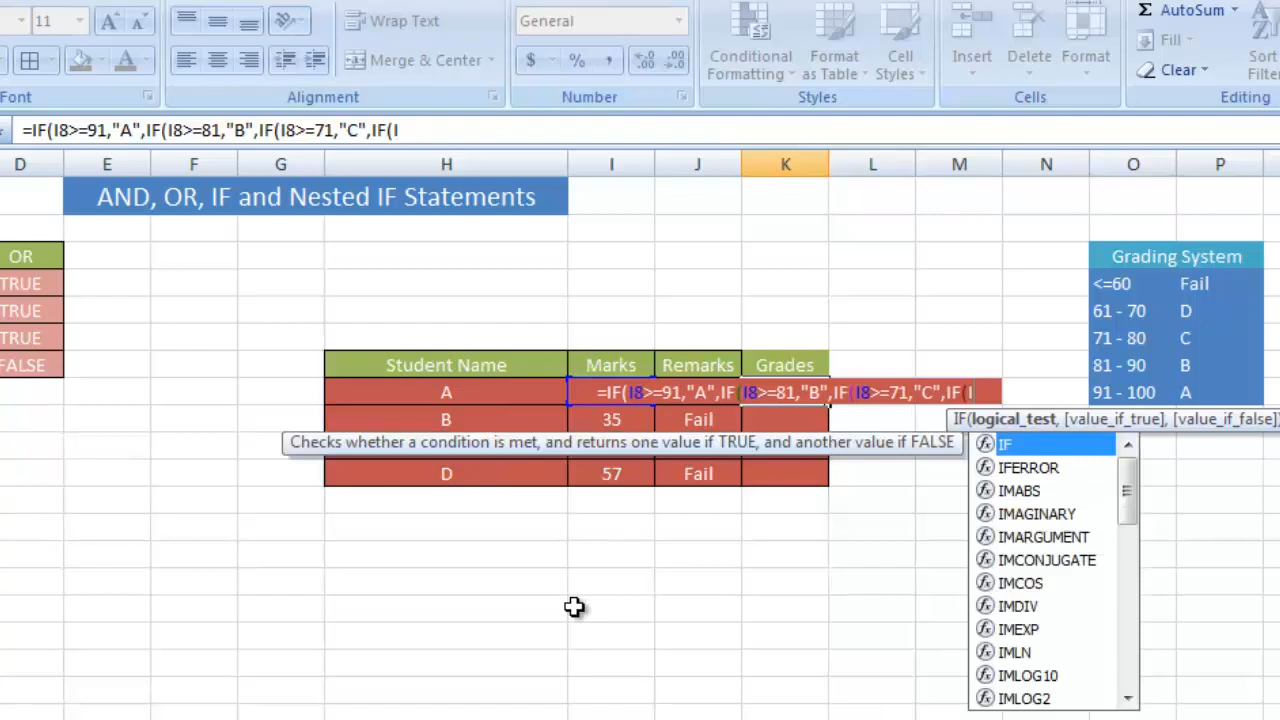 11 A A Wrap Text General Σ AutoSum
A Merge & Center $ % , Conditional Formatting Format as Table Cell Styles Insert Delete Format Fill Sort
Clear
Font Alignment Number Styles Cells Editing
=IF(I8>=91,"A",IF(I8>=81,"B",IF(I8>=71,"C",IF(I
D E F G H I J K L M N O P
AND, OR, IF and Nested IF Statements
OR Grading System
TRUE <=60 Fail
TRUE 61 - 70 D
TRUE 71 - 80 C
FALSE Student Name Marks Remarks Grades 81 - 90 B
A =IF(I8>=91,"A",IF(I8>=81,"B",IF(I8>=71,"C",IF(I 91 - 100 A
B 35 Fail IF(logical_test, [value_if_true], [value_if_false])
Checks whether a condition is met, and returns one value if TRUE, and another value if FALSE
D 57 Fail
IF
IFERROR
IMABS
IMAGINARY
IMARGUMENT
IMCONJUGATE
IMCOS
IMDIV
IMEXP
IMLN
IMLOG10
IMLOG2